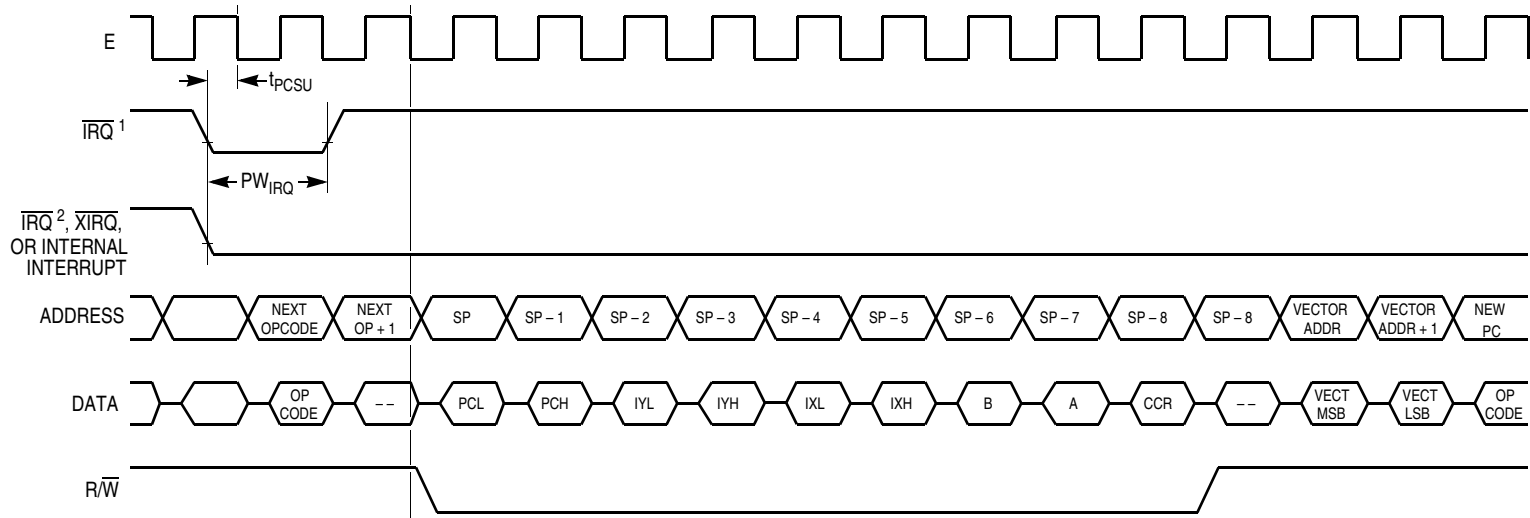 E
tPCSU
IRQ 1
PWIRQ
IRQ 2, XIRQ,
OR INTERNAL
INTERRUPT
ADDRESS
NEXT
OPCODE
NEXT
OP + 1
SP
SP – 1
SP – 2
SP – 3
SP – 4
SP – 5
SP – 6
SP – 7
SP – 8
SP – 8
VECTOR
ADDR
VECTOR
ADDR + 1
NEW
PC
DATA
OP
CODE
– –
PCL
PCH
IYL
IYH
IXL
IXH
B
A
CCR
– –
VECT
MSB
VECT
LSB
OP
CODE
R/W